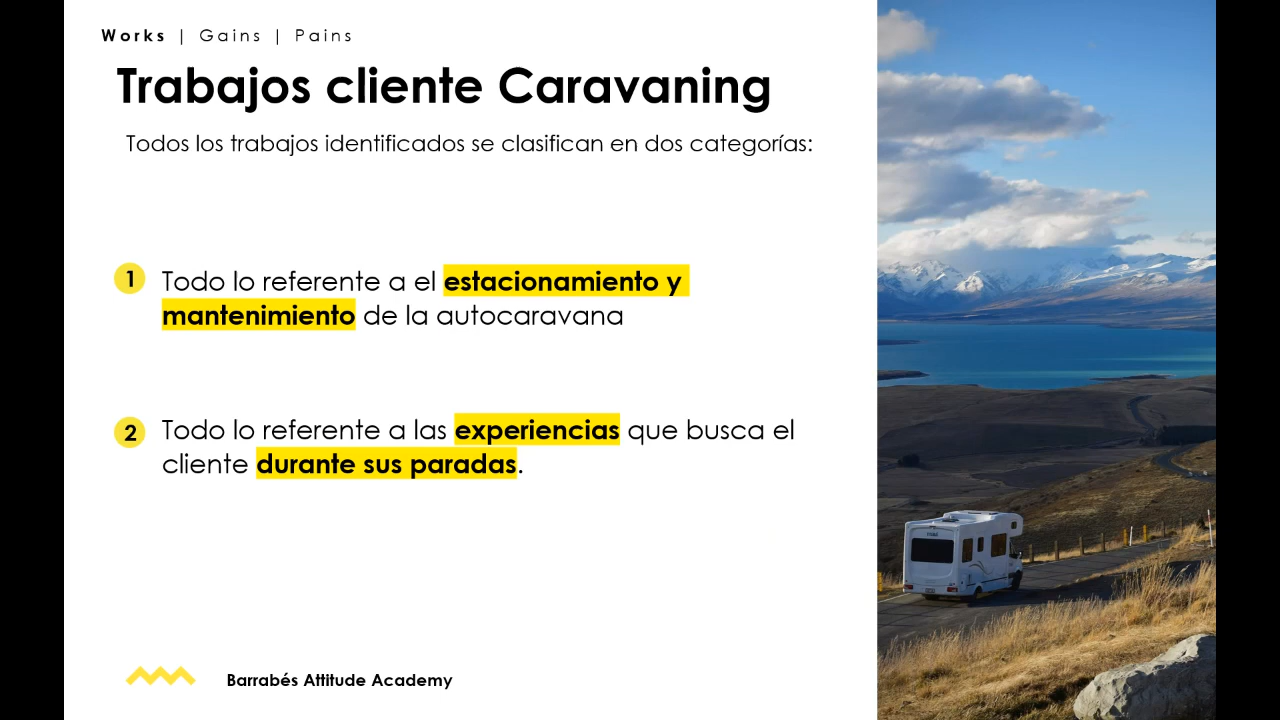 Works | Gains | Pains
Trabajos cliente Caravaning
Todos los trabajos identificados se clasifican en dos categorías:
1 Todo lo referente a el estacionamiento y
mantenimiento de la autocaravana
2 Todo lo referente a las experiencias que busca el
cliente durante sus paradas.
Barrabés Attitude Academy